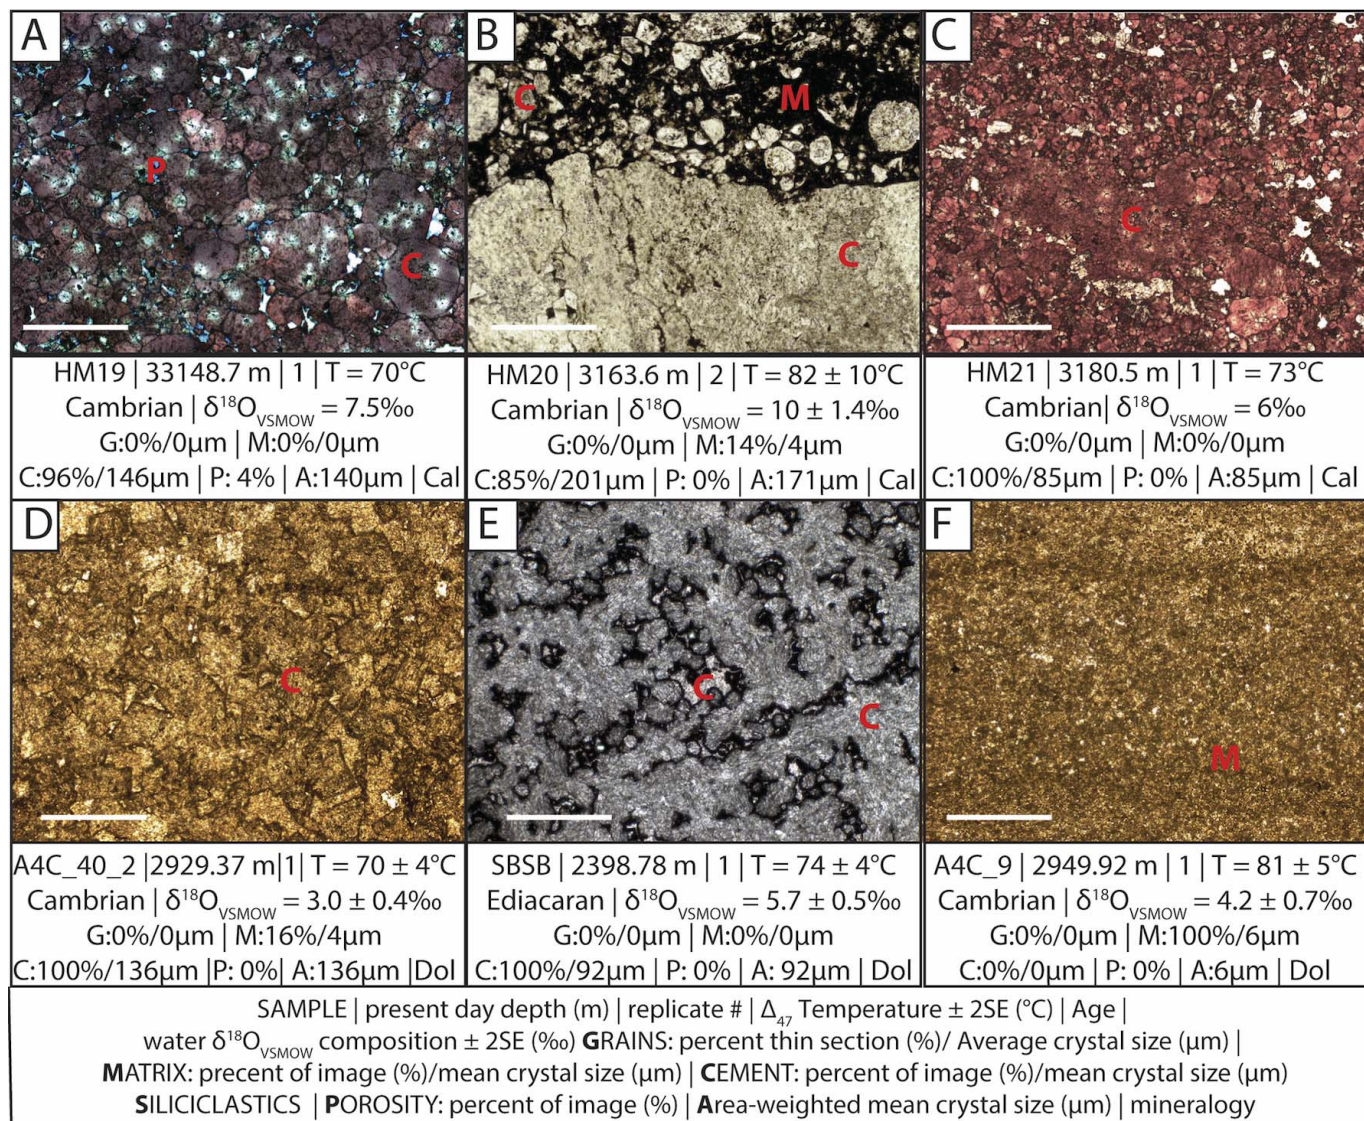 A
B
C
P
C
C
M
C
C
HM19 | 33148.7 m | 1 | T = 70°C
Cambrian | δ¹⁸O_VSMOW = 7.5‰
G:0%/0µm | M:0%/0µm
C:96%/146µm | P: 4% | A:140µm | Cal
HM20 | 3163.6 m | 2 | T = 82 ± 10°C
Cambrian | δ¹⁸O_VSMOW = 10 ± 1.4‰
G:0%/0µm | M:14%/4µm
C:85%/201µm | P: 0% | A:171µm | Cal
HM21 | 3180.5 m | 1 | T = 73°C
Cambrian| δ¹⁸O_VSMOW = 6‰
G:0%/0µm | M:0%/0µm
C:100%/85µm | P: 0% | A:85µm | Cal
D
E
F
C
C
C
M
A4C_40_2 |2929.37 m|1| T = 70 ± 4°C
Cambrian | δ¹⁸O_VSMOW = 3.0 ± 0.4‰
G:0%/0µm | M:16%/4µm
C:100%/136µm |P: 0%| A:136µm |Dol
SBSB | 2398.78 m | 1 | T = 74 ± 4°C
Ediacaran | δ¹⁸O_VSMOW = 5.7 ± 0.5‰
G:0%/0µm | M:0%/0µm
C:100%/92µm | P: 0% | A: 92µm | Dol
A4C_9 | 2949.92 m | 1 | T = 81 ± 5°C
Cambrian | δ¹⁸O_VSMOW = 4.2 ± 0.7‰
G:0%/0µm | M:100%/6µm
C:0%/0µm | P: 0% | A:6µm | Dol
SAMPLE | present day depth (m) | replicate # | Δ₄₇ Temperature ± 2SE (°C) | Age |
water δ¹⁸O_VSMOW composition ± 2SE (‰) GRAINS: percent thin section (%)/ Average crystal size (µm) |
MATRIX: precent of image (%)/mean crystal size (µm) | CEMENT: percent of image (%)/mean crystal size (µm)
SILICICLASTICS | POROSITY: percent of image (%) | Area-weighted mean crystal size (µm) | mineralogy